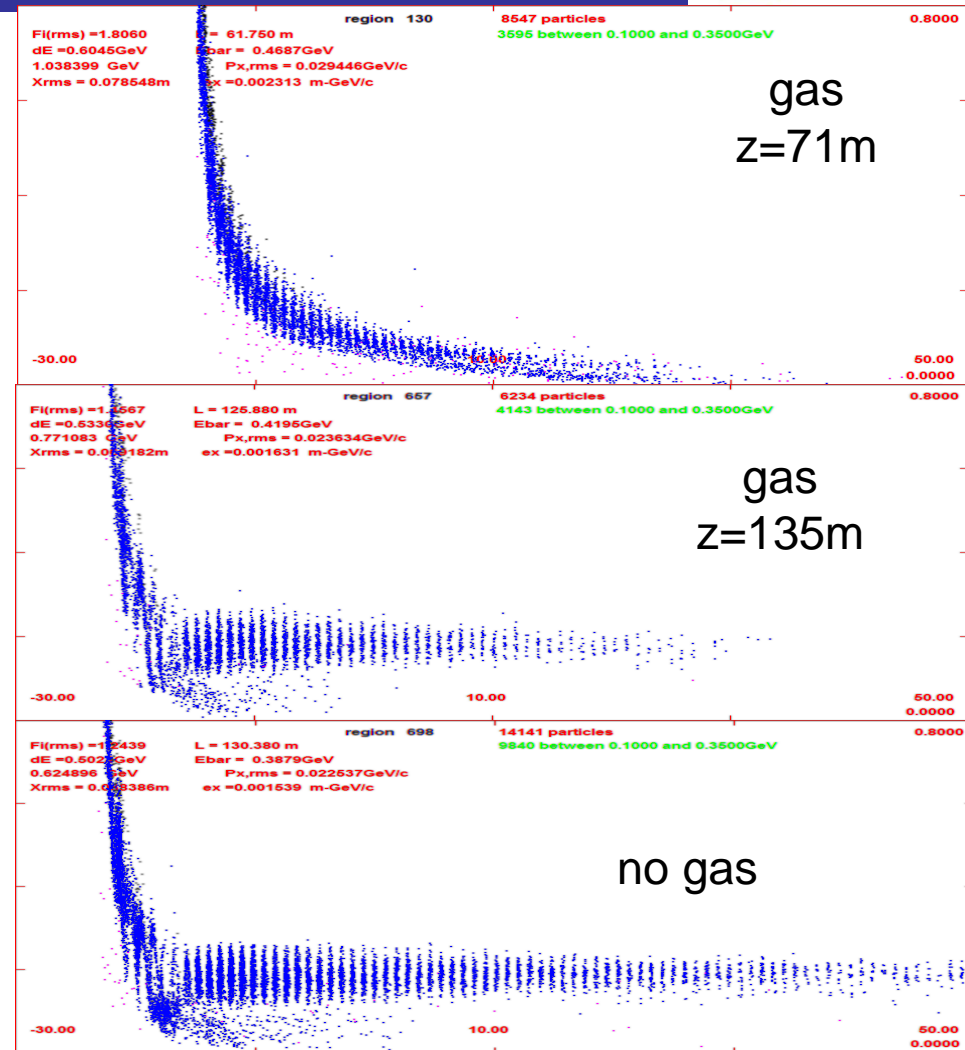 region 130 8547 particles 0.8000
Fi(rms) =1.8060 = 61.750 m 3595 between 0.1000 and 0.3500GeV
dE =0.6045GeV = 0.4687GeV
1.038399 GeV Px,rms = 0.029446GeV/c
Xrms = 0.078548m =0.002313 m-GeV/c
gas
z=71m
-30.00 50.00
0.0000
region 657 6234 particles 0.8000
L = 125.880 m 4143 between 0.1000 and 0.3500GeV
Ebar = 0.4195GeV
0.771083 Px,rms = 0.023634GeV/c
ex =0.001631 m-GeV/c
gas
z=135m
-30.00 10.00 50.00
0.0000
region 698 14141 particles 0.8000
L = 130.380 m 9840 between 0.1000 and 0.3500GeV
Ebar = 0.3879GeV
0.624896 Px,rms = 0.022537GeV/c
ex =0.001539 m-GeV/c
no gas
-30.00 10.00 50.00
0.0000